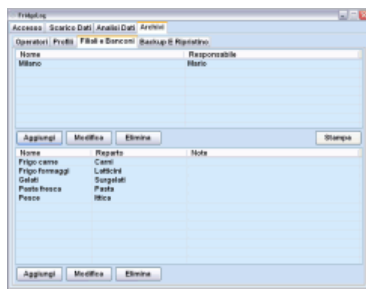 FridgeLog
Accesso Scarico Dati Analisi Dati Archivi
Operatori Profili Filiali e Banconi Backup E Ripristino
Nome Responsabile
Milano Mario
Aggiungi Modifica Elimina Stampa
Nome Reparto Note
Frigo carne Carni
Frigo formaggi Latticini
Gelati Surgelati
Pasta fresca Pasta
Pesce Ittica
Aggiungi Modifica Elimina